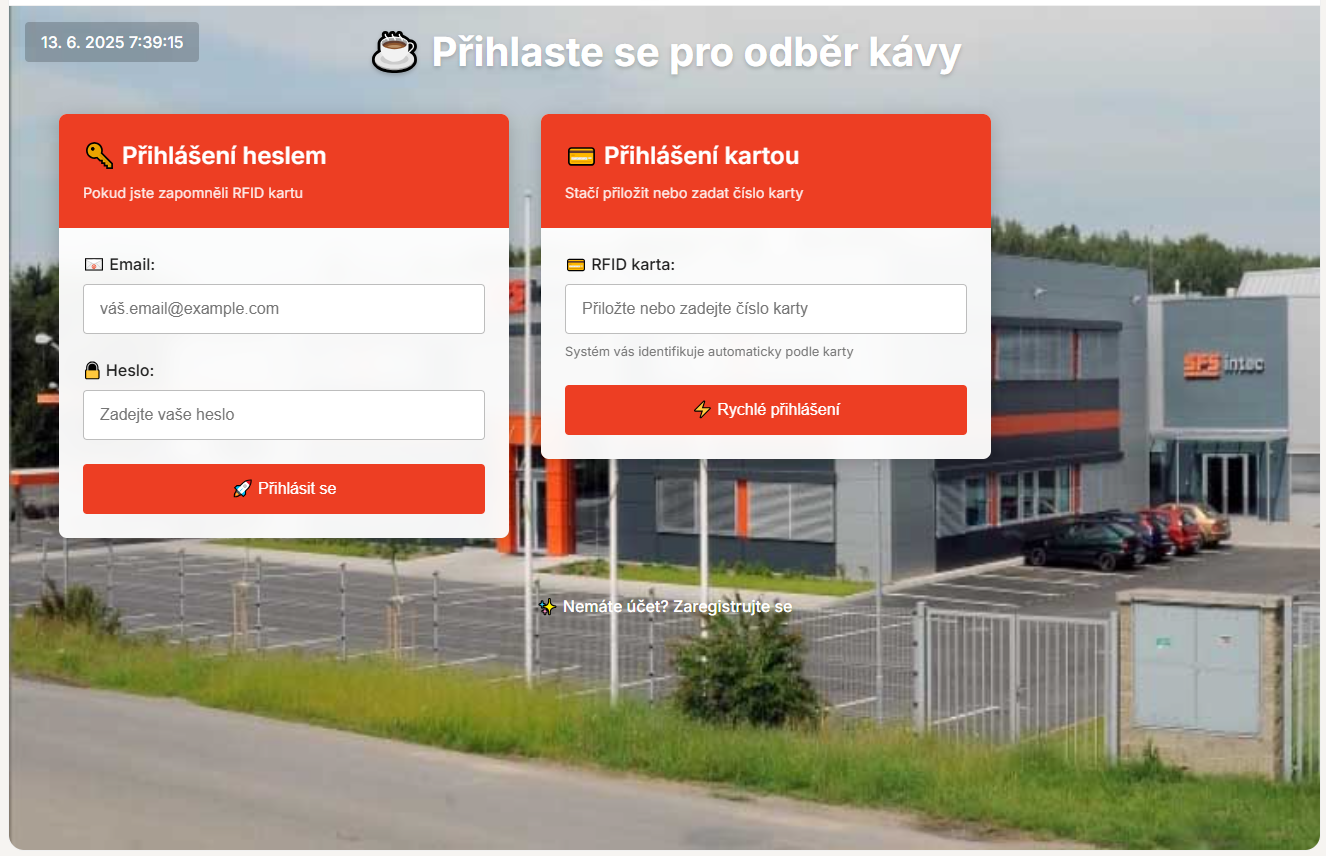 13. 6. 2025 7:39:15
☕ Přihlaste se pro odběr kávy
🔑 Přihlášení heslem
Pokud jste zapomněli RFID kartu
📧 Email:
váš.email@example.com
🔒 Heslo:
Zadejte vaše heslo
🚀 Přihlásit se
💳 Přihlášení kartou
Stačí přiložit nebo zadat číslo karty
💳 RFID karta:
Přiložte nebo zadejte číslo karty
Systém vás identifikuje automaticky podle karty
⚡ Rychlé přihlášení
SFS intec
✨ Nemáte účet? Zaregistrujte se